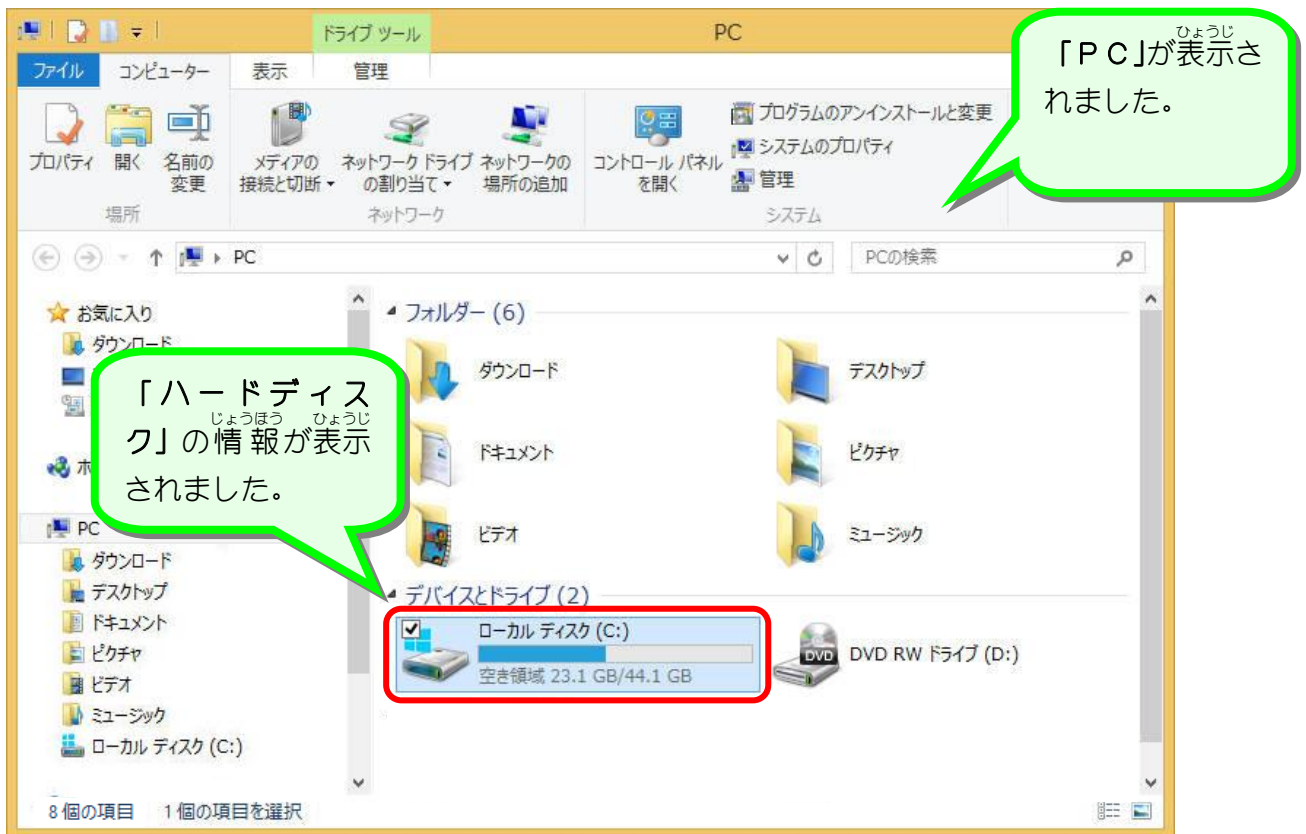 ドライブ ツール
PC
ファイル コンピューター 表示 管理
プロパティ 開く 名前の変更
メディアの接続と切断 ネットワーク ドライブの割り当て ネットワークの場所の追加
コントロール パネルを開く
プログラムのアンインストールと変更
システムのプロパティ
管理
場所 ネットワーク システム
「PC」が表示さ
ひょうじ
れました。
PC
PCの検索
お気に入り
ダウンロード
「ハードディス
ク」の情報が表示
じょうほう ひょうじ
されました。
PC
ダウンロード
デスクトップ
ドキュメント
ピクチャ
ビデオ
ミュージック
ローカル ディスク (C:)
フォルダー (6)
ダウンロード デスクトップ
ドキュメント ピクチャ
ビデオ ミュージック
デバイスとドライブ (2)
ローカル ディスク (C:)
空き領域 23.1 GB/44.1 GB
DVD
DVD RW ドライブ (D:)
8 個の項目 1 個の項目を選択